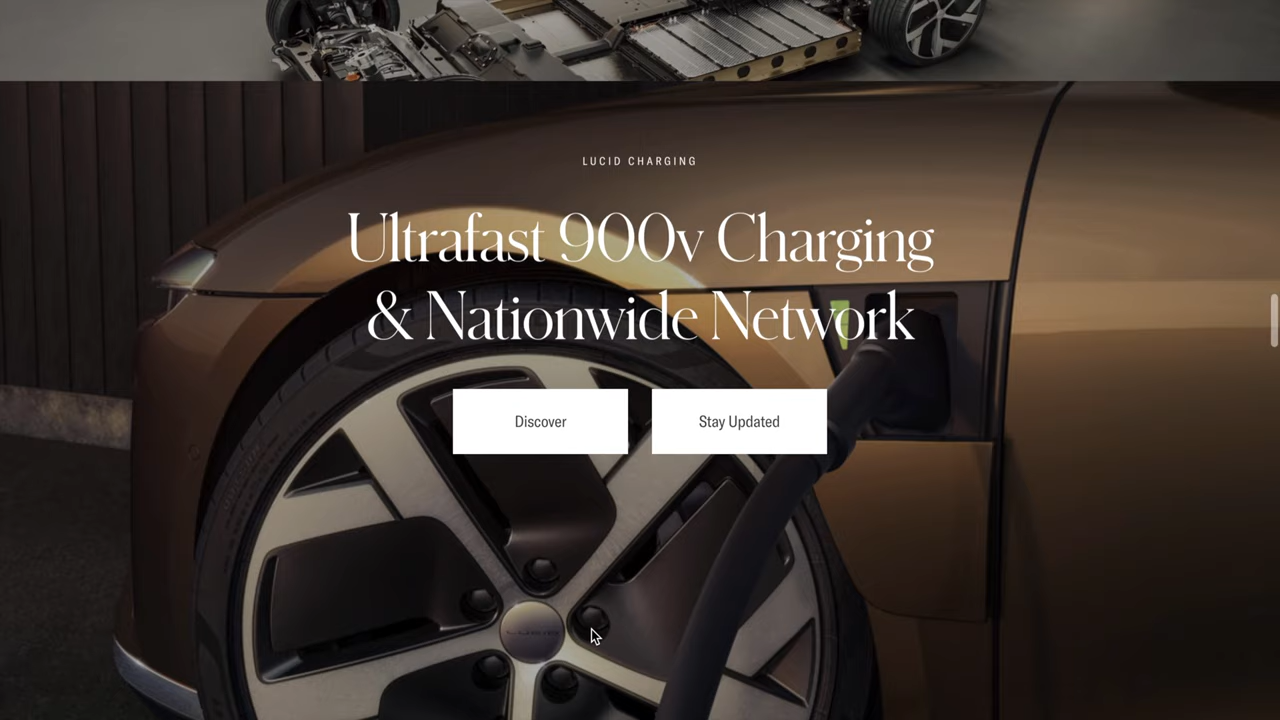 LUCID CHARGING
Ultrafast 900v Charging
& Nationwide Network
Discover
Stay Updated